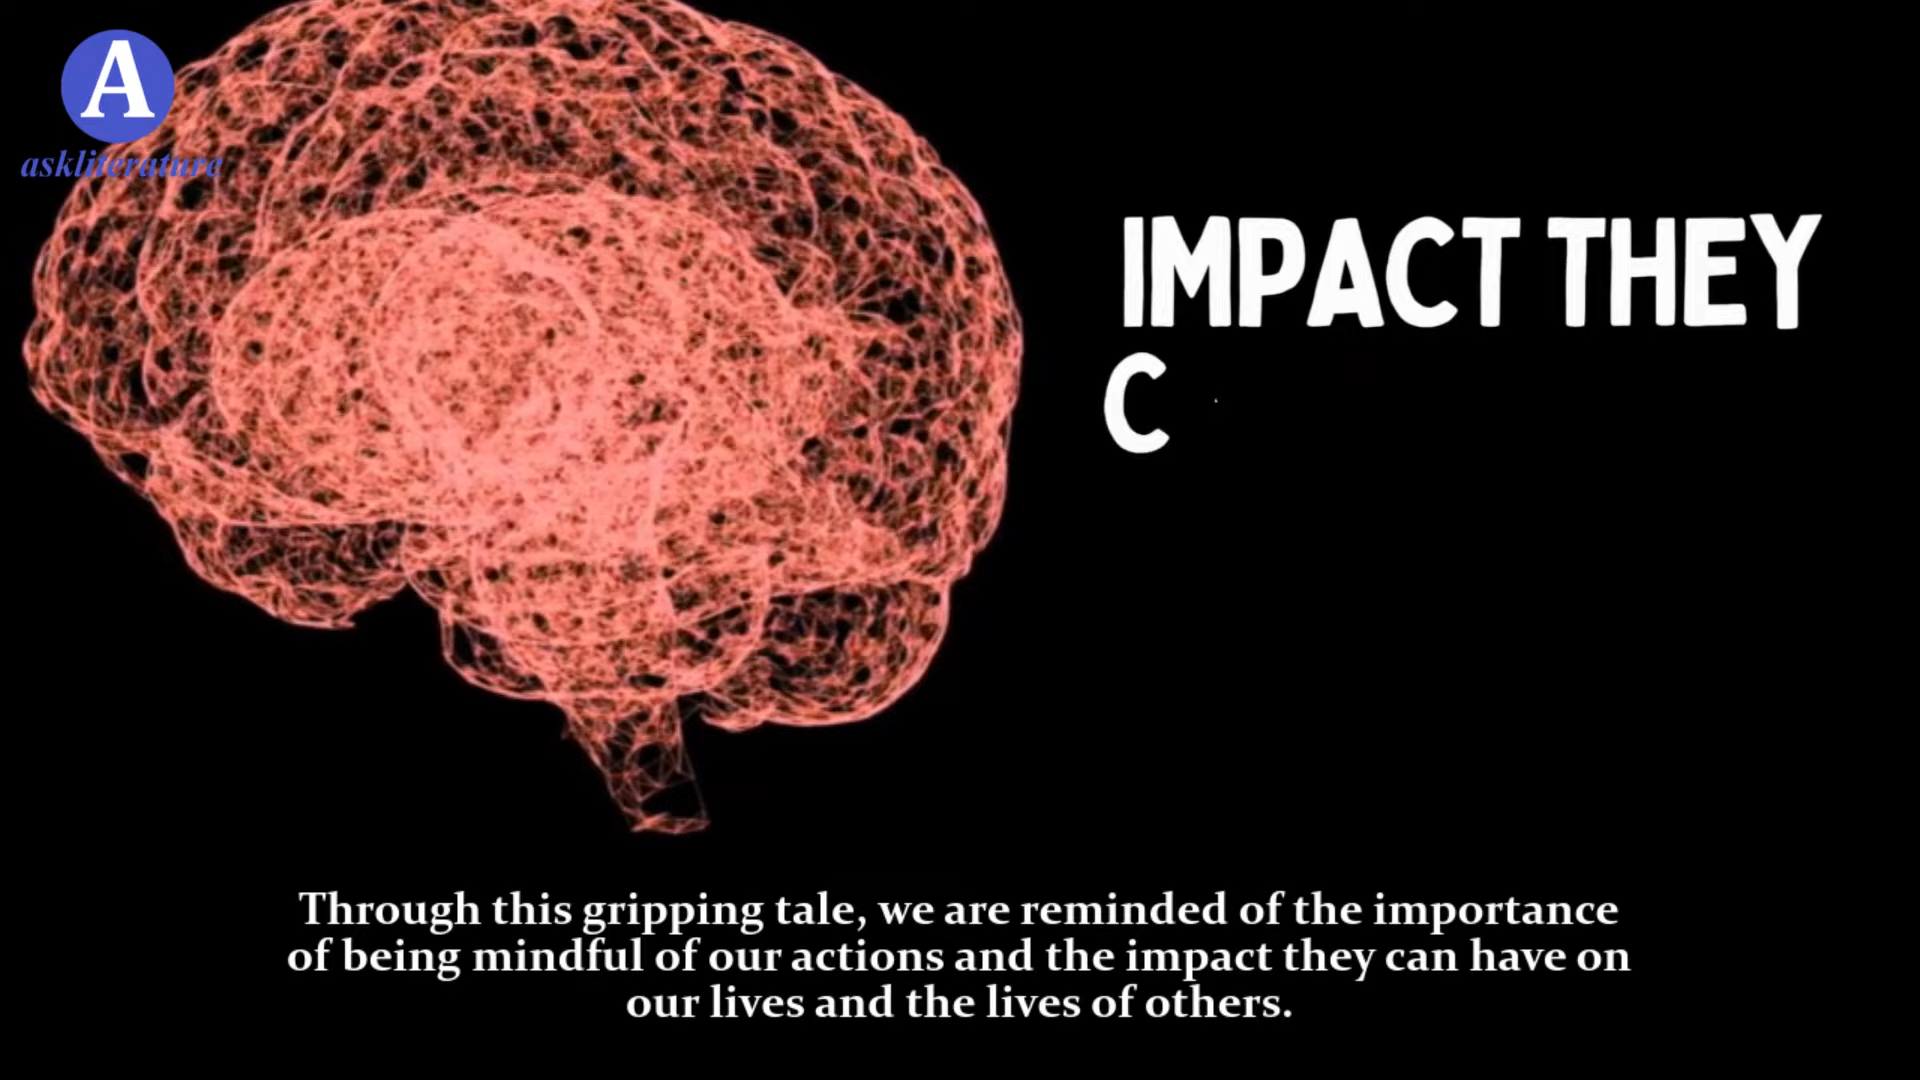 A
askliterature
IMPACT THEY
C
Through this gripping tale, we are reminded of the importance
of being mindful of our actions and the impact they can have on
our lives and the lives of others.